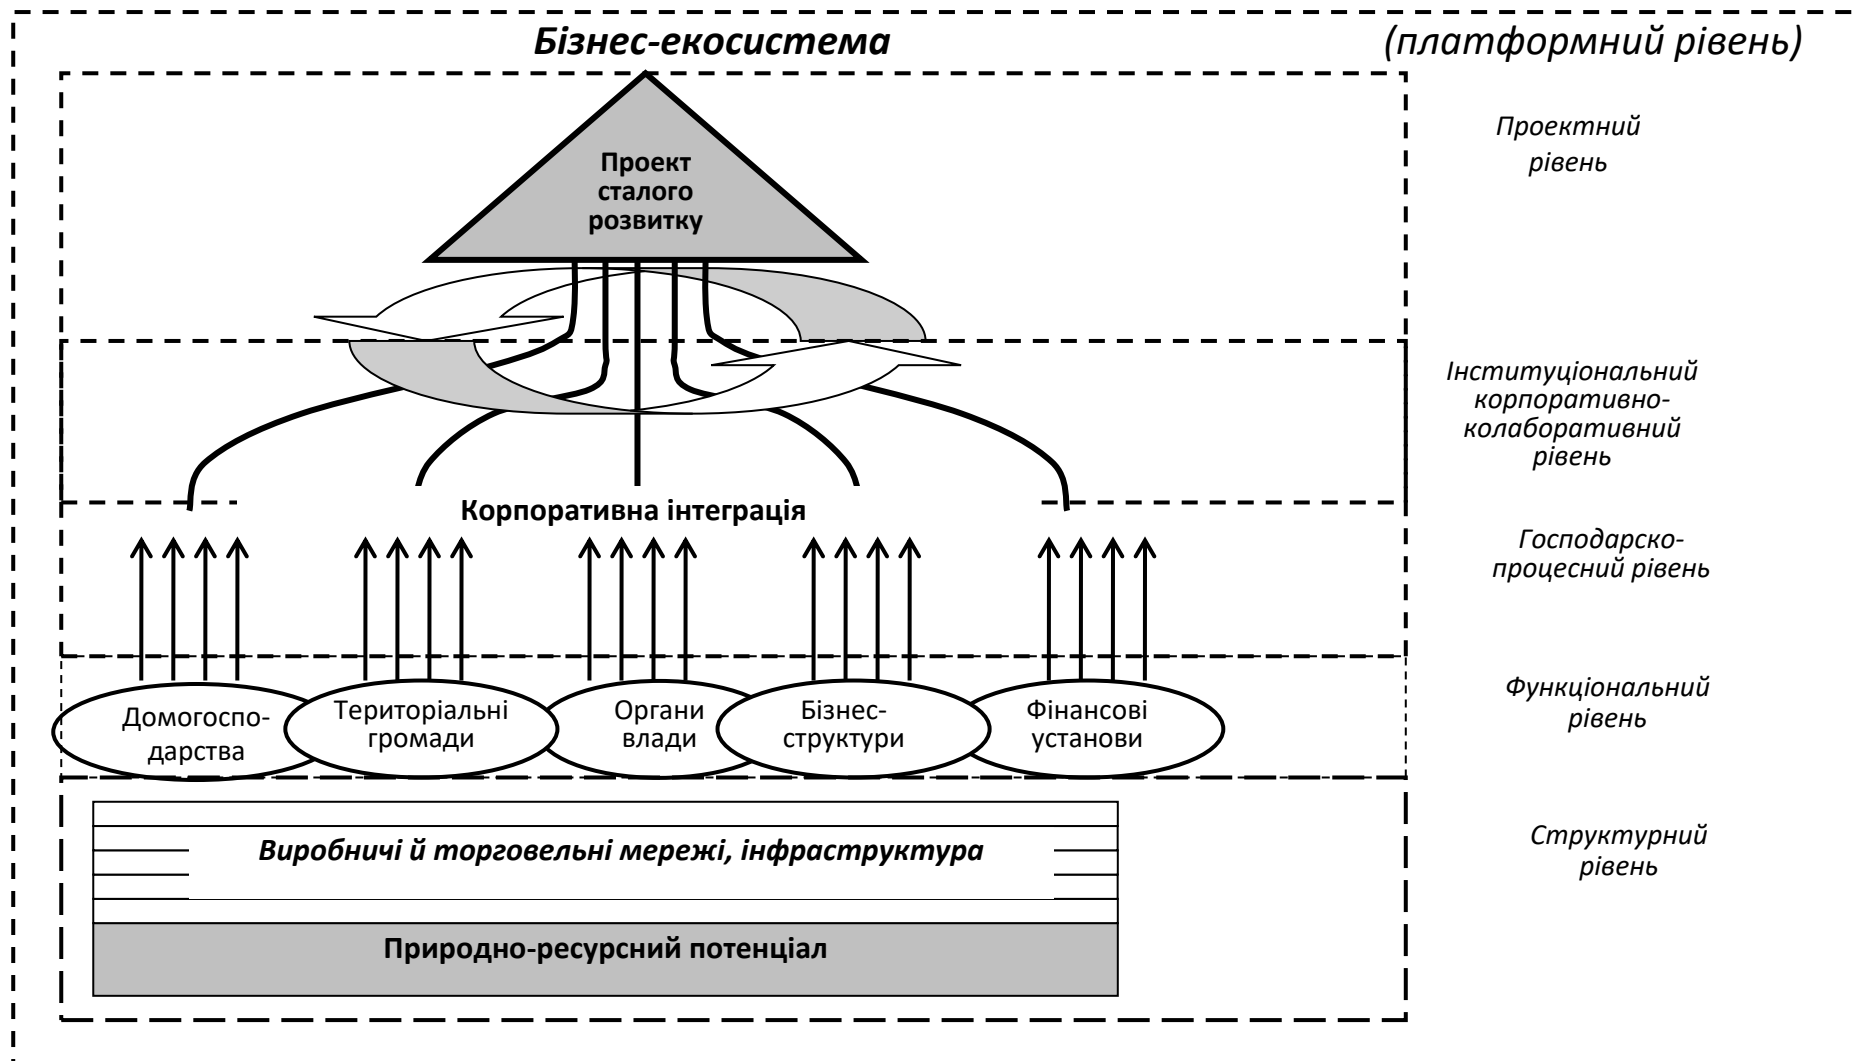 Бізнес-екосистема
(платформний рівень)
Проектний
рівень
Проект
сталого
розвитку
Інституціональний
корпоративно-
колаборативний
рівень
Корпоративна інтеграція
Господарско-
процесний рівень
Функціональний
рівень
Домогоспо-
дарства
Територіальні
громади
Органи
влади
Бізнес-
структури
Фінансові
установи
Виробничі й торговельні мережі, інфраструктура
Структурний
рівень
Природно-ресурсний потенціал